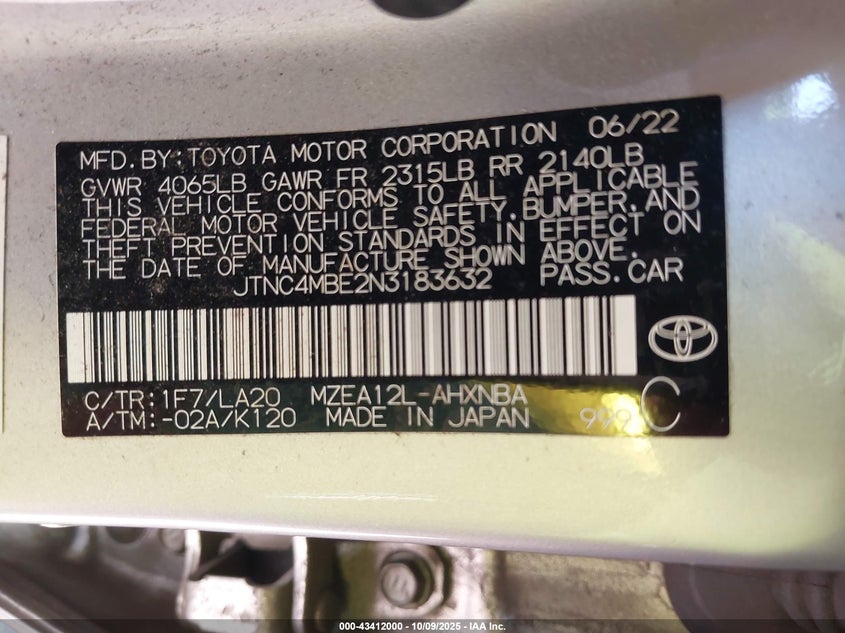 MFD.BY:TOYOTA MOTOR CORPORATION 06/22
GVWR 4065LB GAWR FR 2315LB RR 2140LB
THIS VEHICLE CONFORMS TO ALL APPLICABLE
FEDERAL MOTOR VEHICLE SAFETY,BUMPER,AND
THEFT PREVENTION STANDARDS IN EFFECT ON
THE DATE OF MANUFACTURE SHOWN ABOVE.
JTNC4MBE2N3183632 PASS.CAR
C/TR:1F7/LA20 MZEA12L-AHXNBA C
A/TM:-02A/K120 MADE IN JAPAN 999
000-43412000 - 10/09/2025 - IAA Inc.